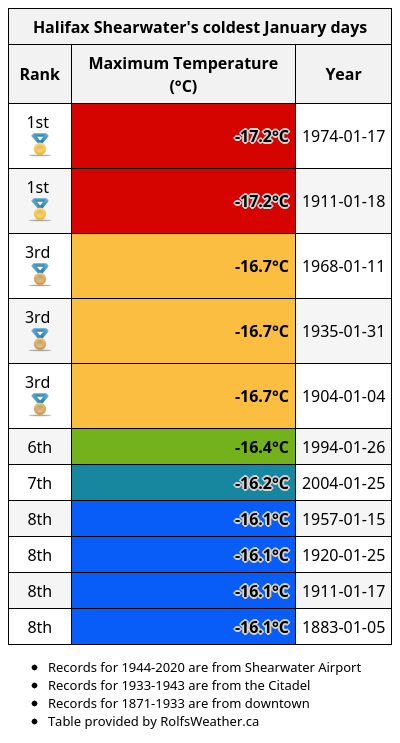 Halifax Shearwater's coldest January days
Rank Maximum Temperature (°C) Year
1st -17.2°C 1974-01-17
1st -17.2°C 1911-01-18
3rd -16.7°C 1968-01-11
3rd -16.7°C 1935-01-31
3rd -16.7°C 1904-01-04
6th -16.4°C 1994-01-26
7th -16.2°C 2004-01-25
8th -16.1°C 1957-01-15
8th -16.1°C 1920-01-25
8th -16.1°C 1911-01-17
8th -16.1°C 1883-01-05
Records for 1944-2020 are from Shearwater Airport
Records for 1933-1943 are from the Citadel
Records for 1871-1933 are from downtown
Table provided by RolfsWeather.ca